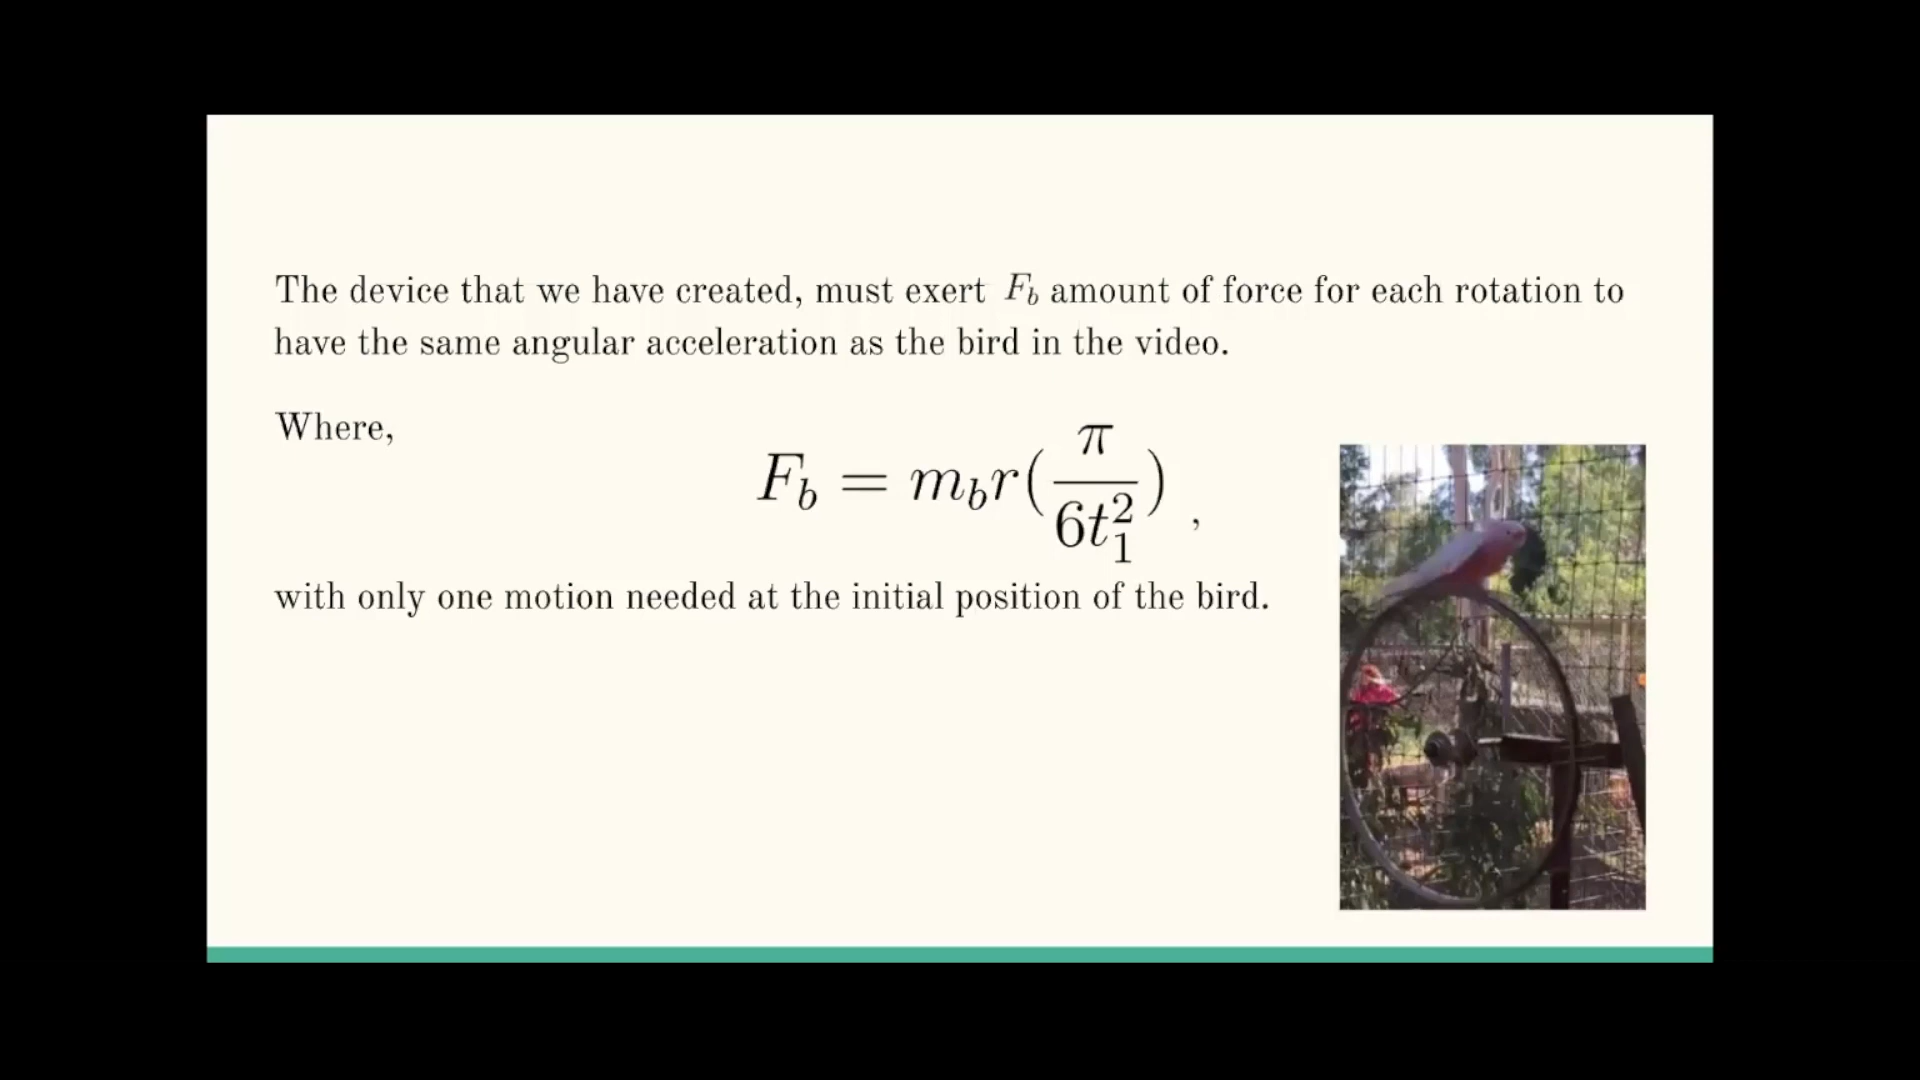 The device that we have created, must exert F_b amount of force for each rotation to
have the same angular acceleration as the bird in the video.
Where,
F_b = m_b r(\frac{π}{6t_1^2}) ,
with only one motion needed at the initial position of the bird.